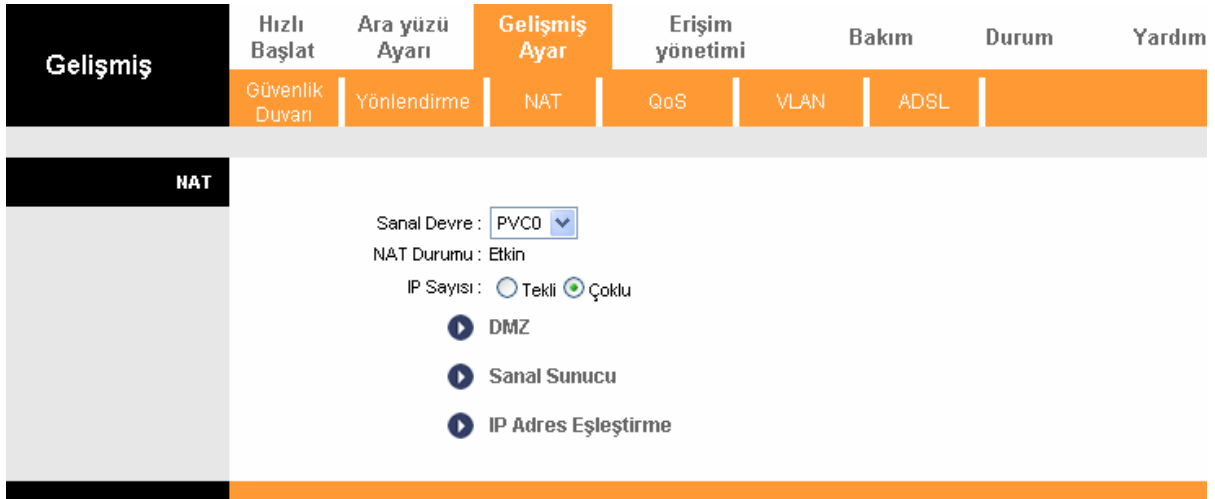 Gelişmiş
Hızlı Başlat
Ara yüzü Ayarı
Gelişmiş Ayar
Erişim yönetimi
Bakım
Durum
Yardım
Güvenlik Duvarı
Yönlendirme
NAT
QoS
VLAN
ADSL
NAT
Sanal Devre : PVC0
NAT Durumu : Etkin
IP Sayısı : Tekli Çoklu
DMZ
Sanal Sunucu
IP Adres Eşleştirme